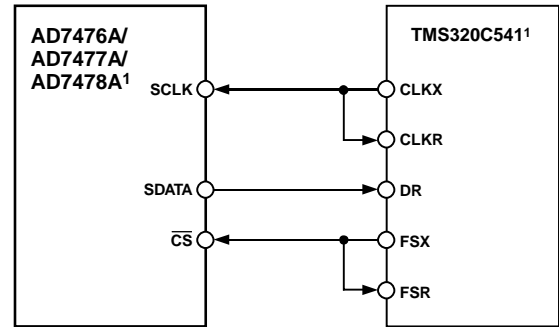 AD7476A/
AD7477A/
AD7478A¹
TMS320C541¹
SCLK
CLKX
CLKR
SDATA
DR
CS
FSX
FSR